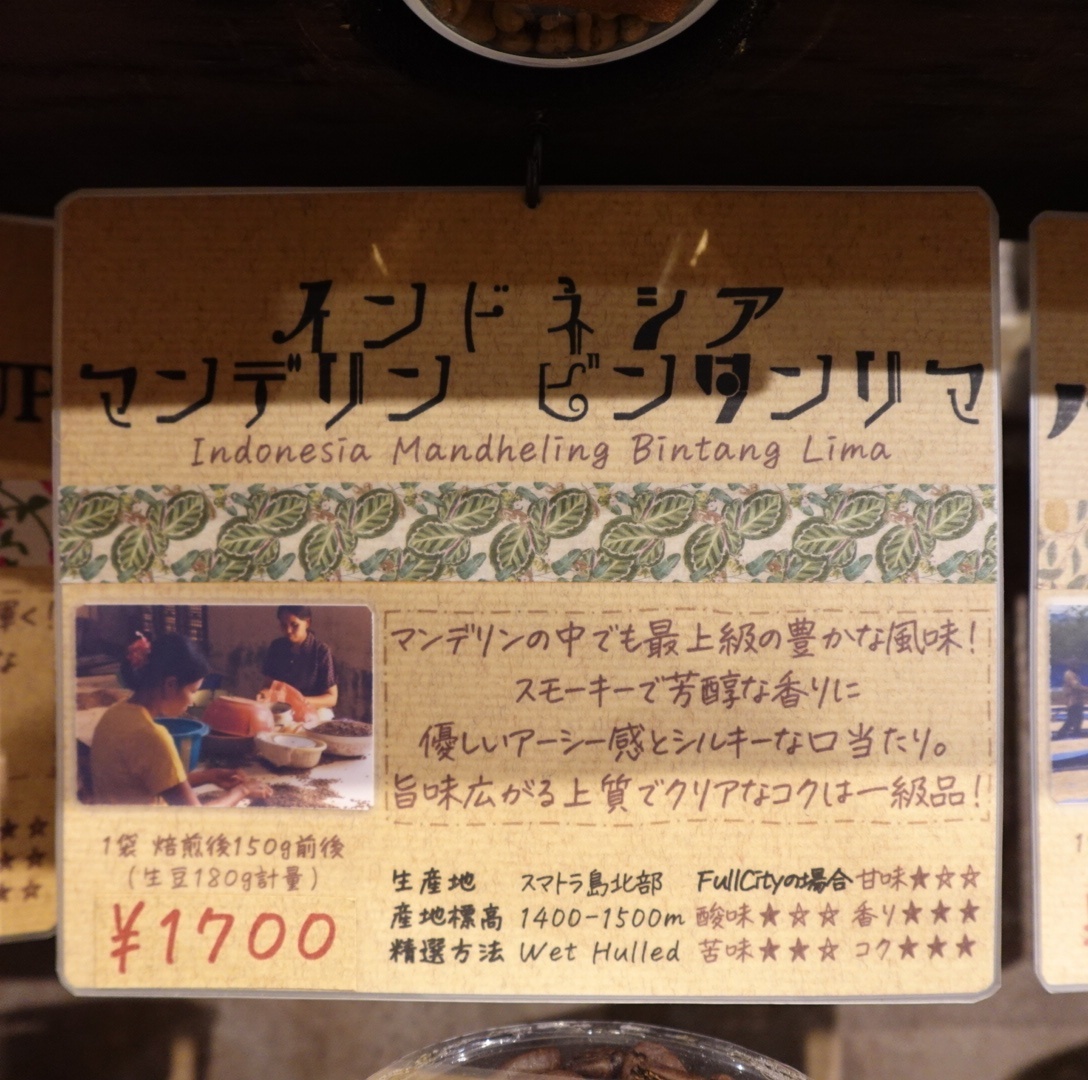 インドネシア
マンデリン ビンタンリマ
Indonesia Mandheling Bintang Lima
マンデリンの中でも最上級の豊かな風味!
スモーキーで芳醇な香りに
優しいアーシー感とシルキーな口当たり。
旨味広がる上質でクリアなコクは一級品!
1袋 焙煎後150g前後
(生豆180g計量)
¥1700
生産地 スマトラ島北部 FullCityの場合 甘味★☆☆
産地標高 1400-1500m 酸味★☆☆ 香り★★★
精選方法 Wet Hulled 苦味★★☆ コク★★★